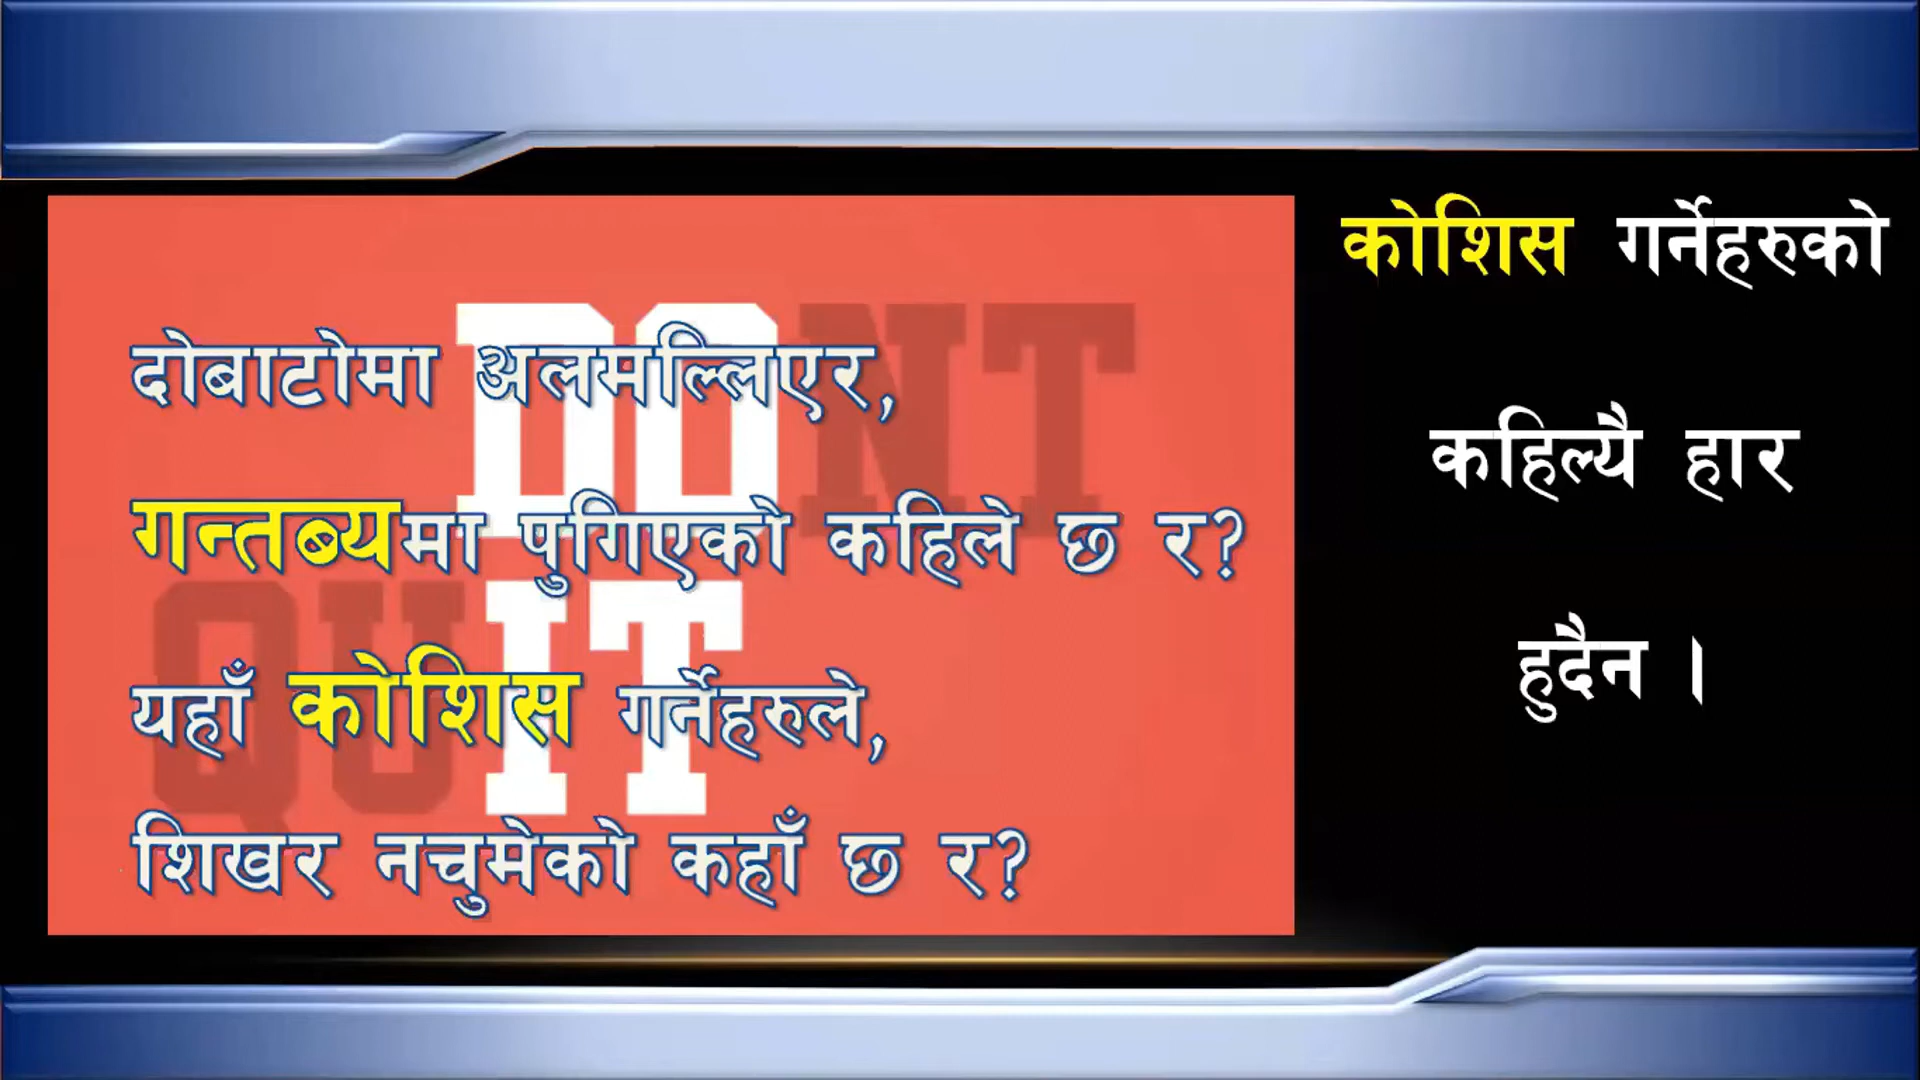 DONT
QUIT
दोबाटोमा अलमल्लिएर,
गन्तब्यमा पुगिएको कहिले छ र?
यहाँ कोशिस गर्नेहरुले,
शिखर नचुमेको कहाँ छ र?
कोशिस गर्नेहरुको
कहिल्यै हार
हुदैन ।